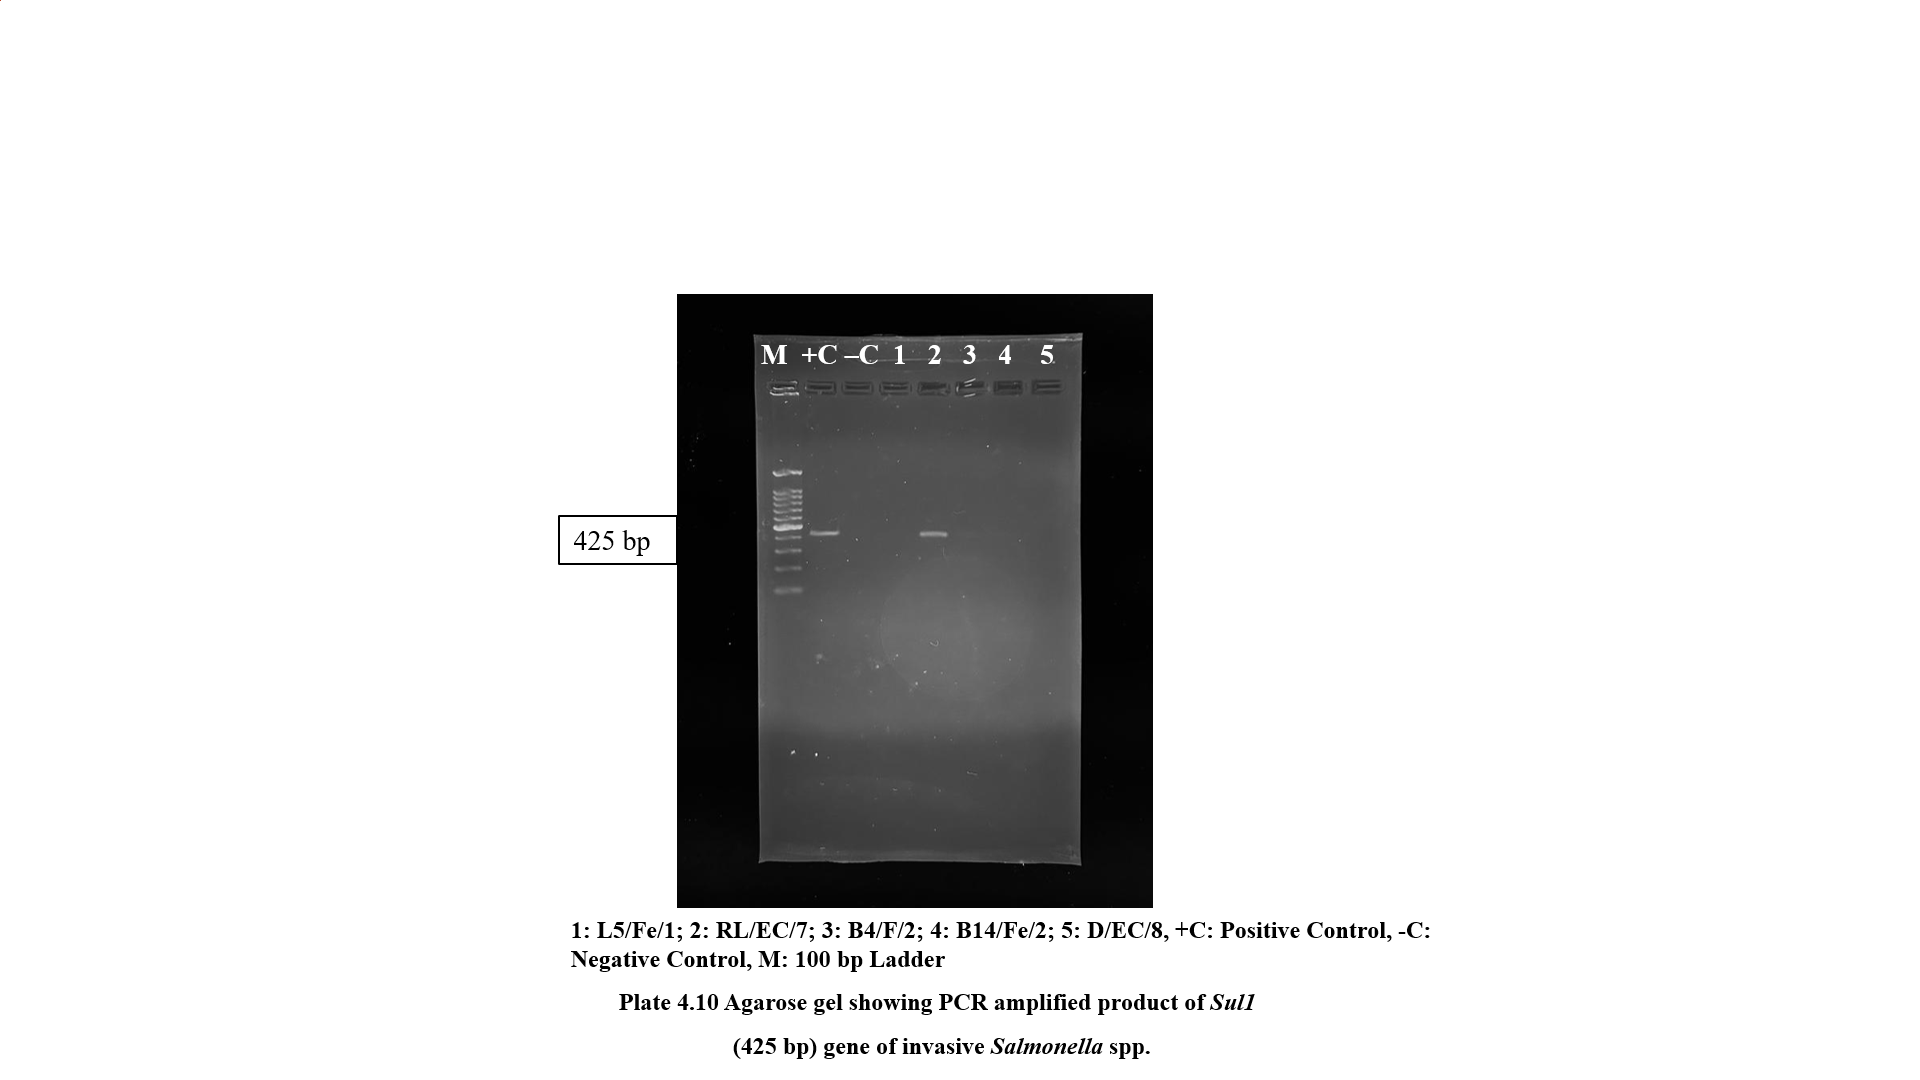 M +C –C 1 2 3 4 5
425 bp
1: L5/Fe/1; 2: RL/EC/7; 3: B4/F/2; 4: B14/Fe/2; 5: D/EC/8, +C: Positive Control, -C:
Negative Control, M: 100 bp Ladder
Plate 4.10 Agarose gel showing PCR amplified product of Sul1
(425 bp) gene of invasive Salmonella spp.